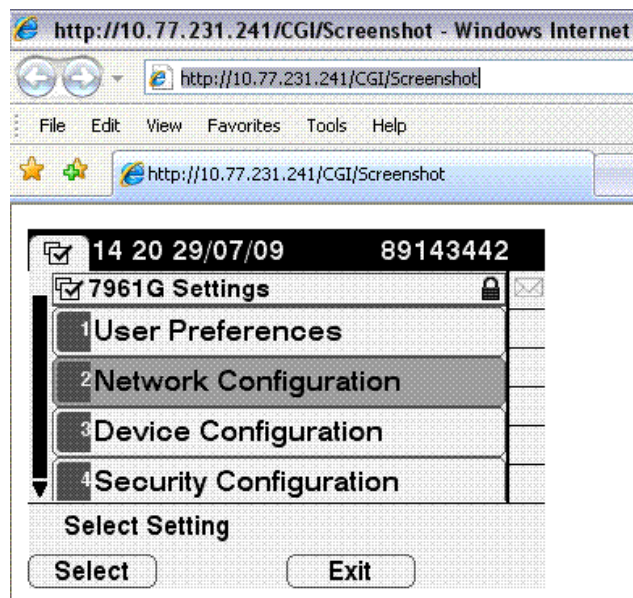 http://10.77.231.241/CGI/Screenshot - Windows Internet
http://10.77.231.241/CGI/Screenshot
File Edit View Favorites Tools Help
http://10.77.231.241/CGI/Screenshot
14 20 29/07/09 89143442
7961G Settings
1 User Preferences
2 Network Configuration
3 Device Configuration
4 Security Configuration
Select Setting
Select Exit